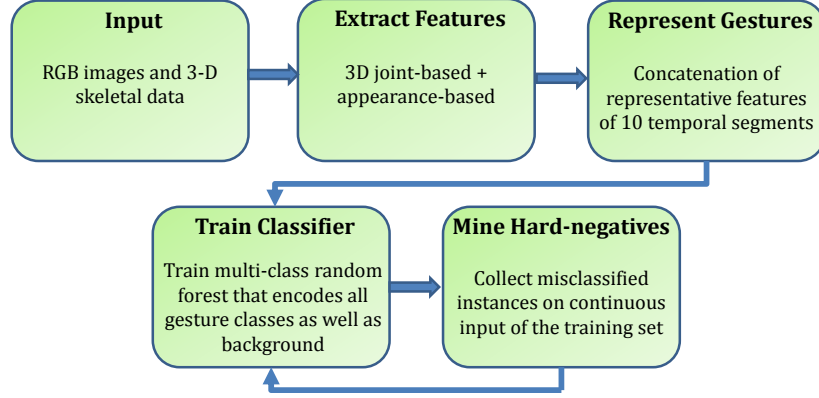 Input
RGB images and 3-D
skeletal data
Extract Features
3D joint-based +
appearance-based
Represent Gestures
Concatenation of
representative features
of 10 temporal segments
Train Classifier
Train multi-class random
forest that encodes all
gesture classes as well as
background
Mine Hard-negatives
Collect misclassified
instances on continuous
input of the training set